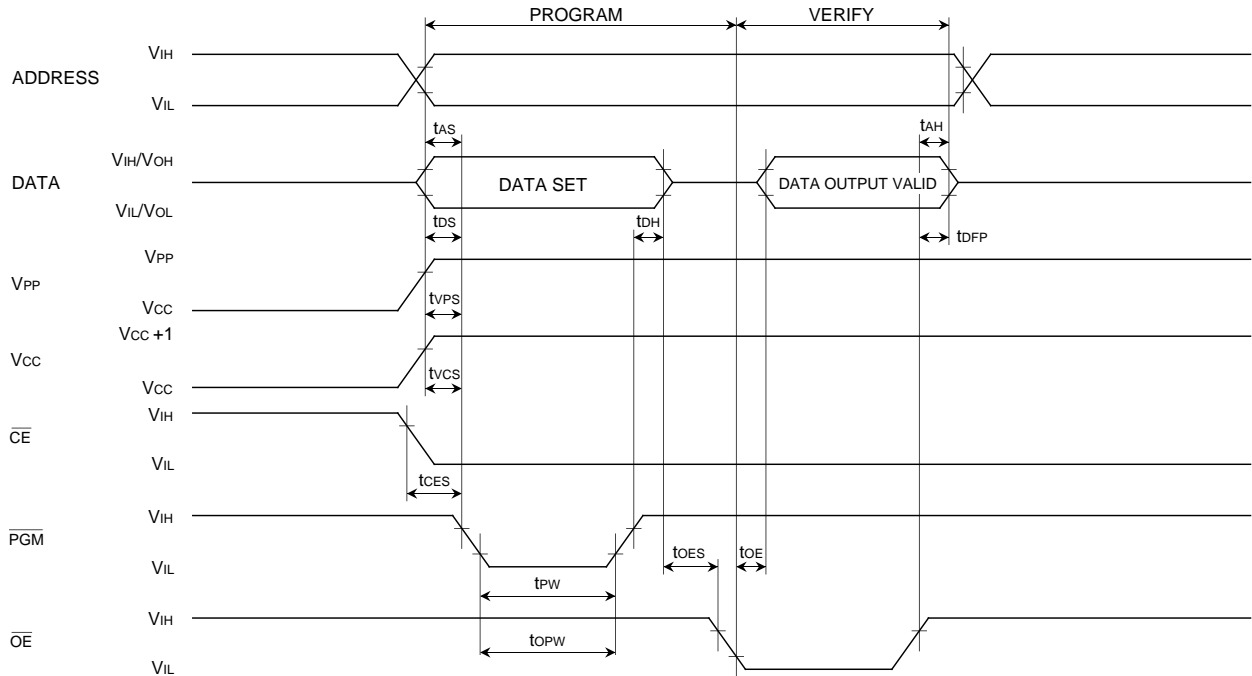 PROGRAM VERIFY
VIH
ADDRESS
VIL
tAS tAH
VIH/VOH
DATA DATA SET DATA OUTPUT VALID
VIL/VOL
tDS tDH tDFP
VPP
VPP
VCC tVPS
VCC +1
VCC
VCC tVCS
VIH
CE
VIL
tCES
VIH
PGM
VIL tOES tOE
tPW
VIH
OE tOPW
VIL